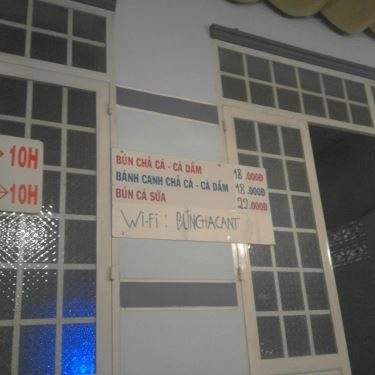 10H
10H
BÚN CHẢ CÁ - CÁ DẦM 18.000Đ
BÁNH CANH CHẢ CÁ - CÁ DẦM 18.000Đ
BÚN CÁ SỨA 22.000Đ
Wi-Fi : BUNCHACANT